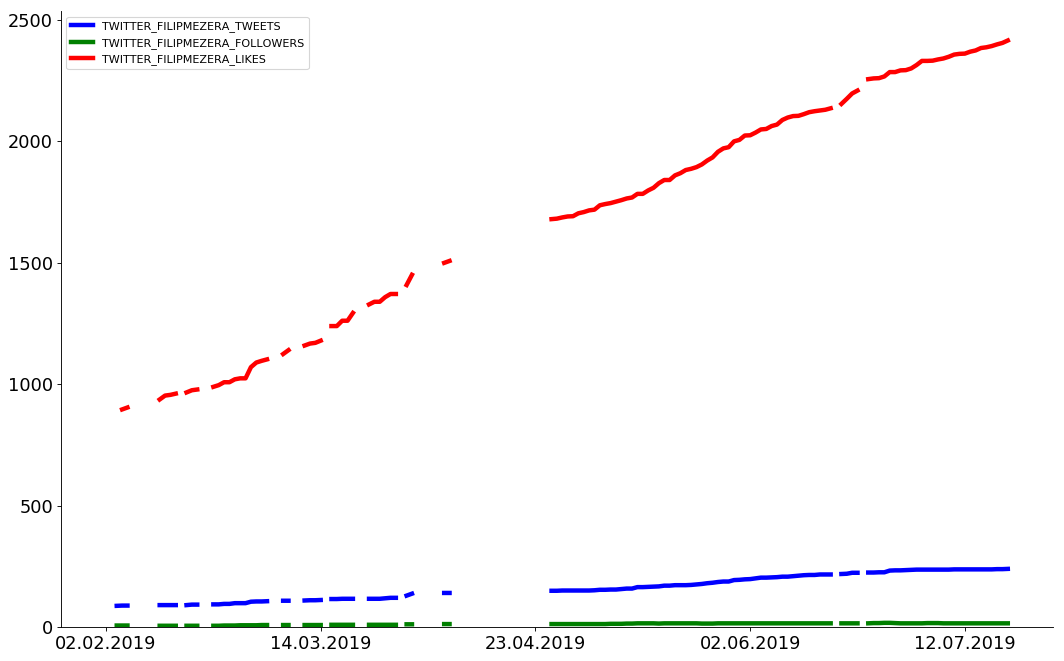 2500
TWITTER_FILIPMEZERA_TWEETS
TWITTER_FILIPMEZERA_FOLLOWERS
TWITTER_FILIPMEZERA_LIKES
2000
1500
1000
500
0
02.02.2019 14.03.2019 23.04.2019 02.06.2019 12.07.2019